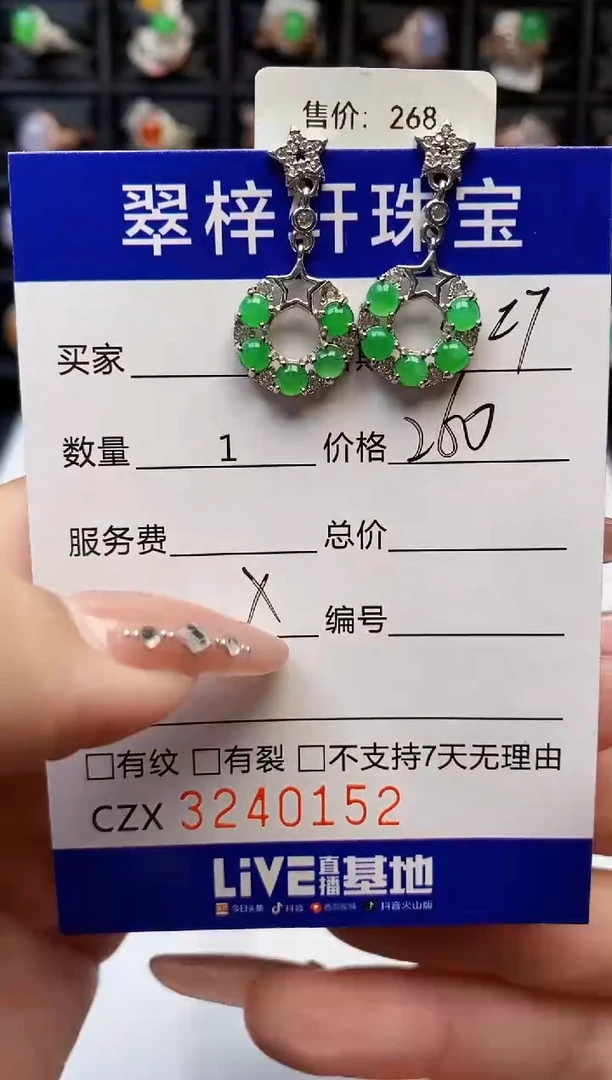 售价: 268
翠梓轩珠宝
买家 期 27
数量 1 价格 260
服务费 总价
X 编号
□有纹 □有裂 □不支持7天无理由
CZX 3240152
LiVE直播基地
今日头条 抖音 西瓜视频 抖音火山版